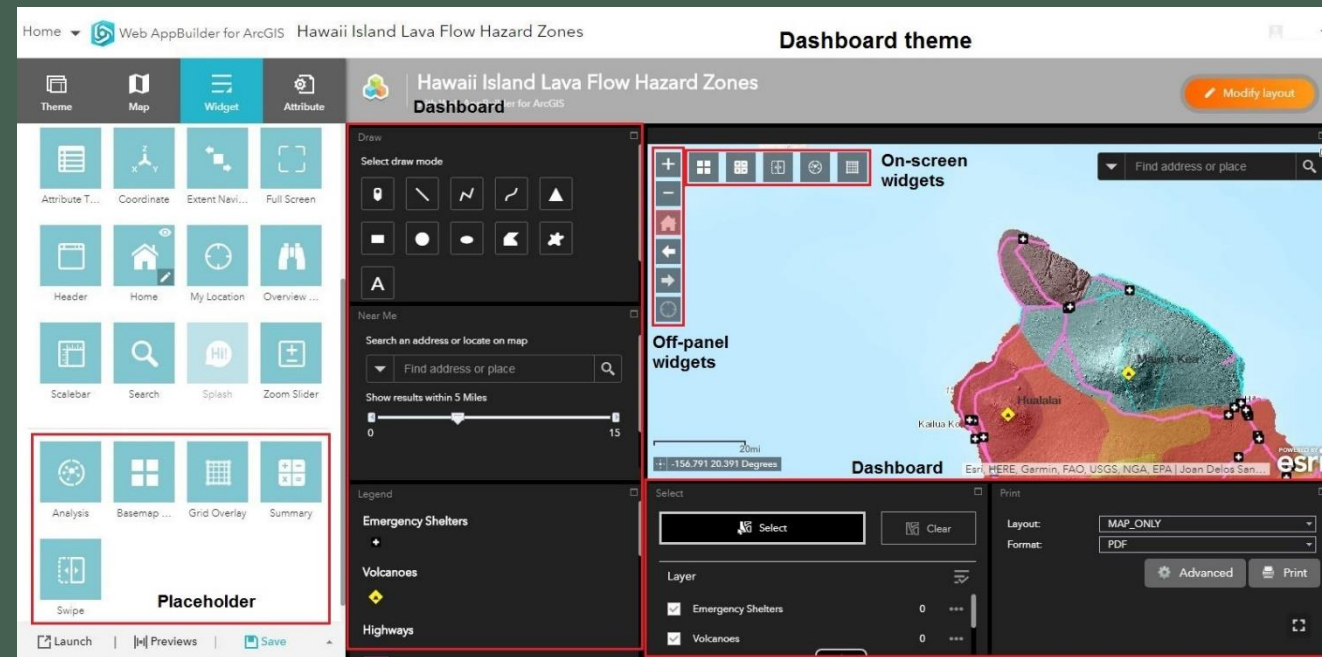 Home
Web AppBuilder for ArcGIS
Hawaii Island Lava Flow Hazard Zones
Dashboard theme
Theme
Map
Widget
Attribute
Hawaii Island Lava Flow Hazard Zones
for ArcGIS
Dashboard
Modify layout
Attribute T...
Coordinate
Extent Navi...
Full Screen
Header
Home
My Location
Overview ...
Scalebar
Search
Hi!
Splash
Zoom Slider
Analysis
Basemap ...
Grid Overlay
Summary
Swipe
Placeholder
Launch
Previews
Save
Draw
Select draw mode
A
Near Me
Search an address or locate on map
Find address or place
Show results within 5 Miles
0
15
Legend
Emergency Shelters
Volcanoes
Highways
On-screen
widgets
Find address or place
Off-panel
widgets
Mauna Kea
Hualalai
Kailua Ko
20mi
-156.791 20.391 Degrees
Dashboard
Esri, HERE, Garmin, FAO, USGS, NGA, EPA | Joan Delos San...
POWERED BY
esri
Select
Select
Clear
Layer
Emergency Shelters 0
Volcanoes 0
Print
Layout: MAP_ONLY
Format: PDF
Advanced
Print